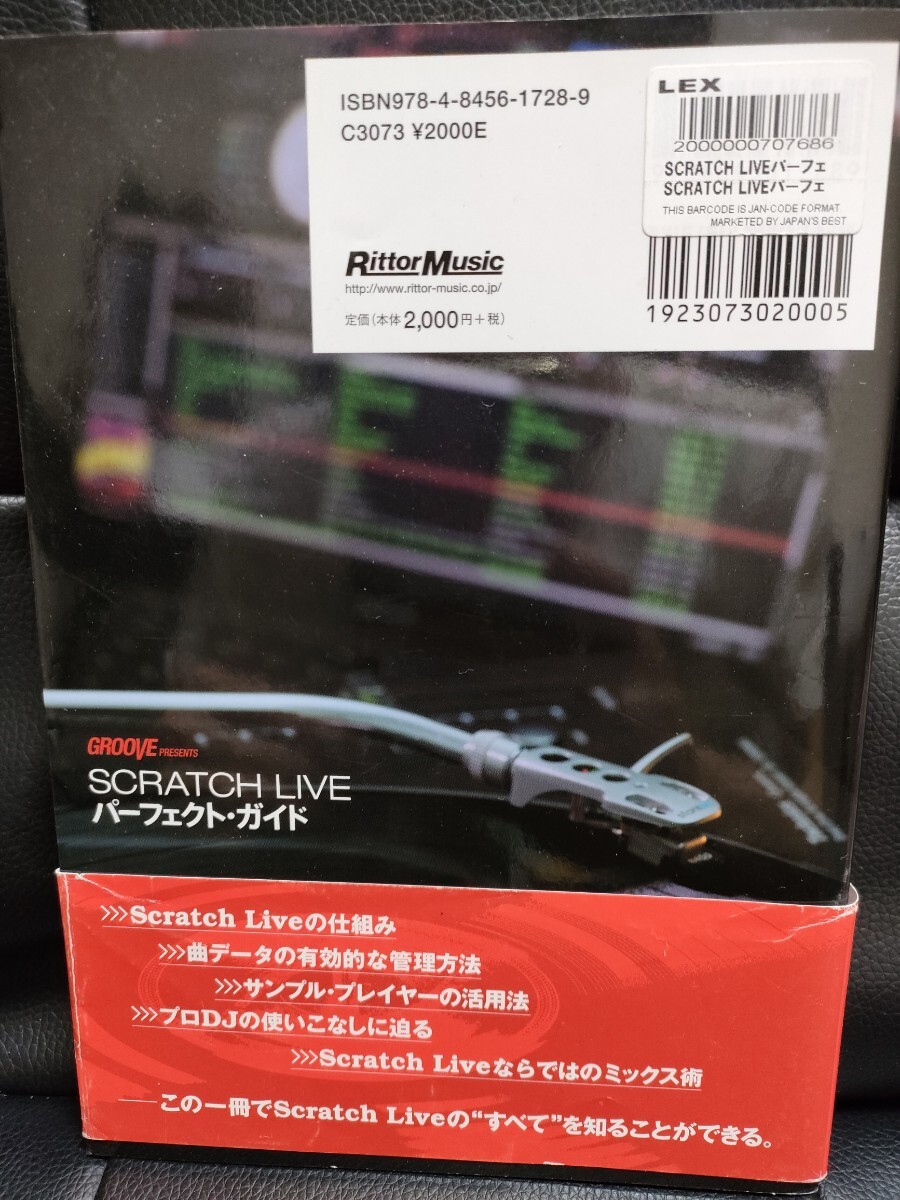 ISBN978-4-8456-1728-9
C3073 ¥2000E
LEX
2000000707686
SCRATCH LIVEパーフェ
SCRATCH LIVEパーフェ
THIS BARCODE IS JAN-CODE FORMAT
MARKETED BY JAPAN'S BEST
1923073020005
RittorMusic
http://www.rittor-music.co.jp/
定価(本体2,000円+税)
GROOVE PRESENTS
SCRATCH LIVE
パーフェクト・ガイド
>>>Scratch Liveの仕組み
>>>曲データの有効的な管理方法
>>>サンプル・プレイヤーの活用法
>>>プロDJの使いこなしに迫る
>>>Scratch Liveならではのミックス術
——この一冊でScratch Liveの“すべて”を知ることができる。